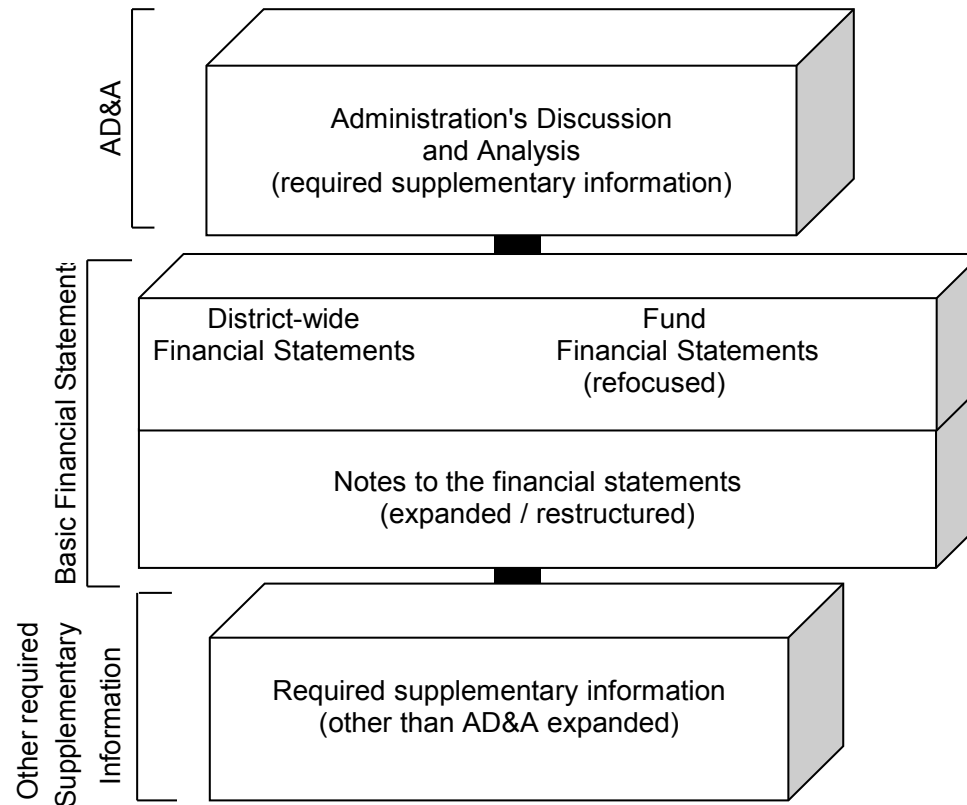 AD&A
Administration's Discussion
and Analysis
(required supplementary information)
Basic Financial Statements
District-wide
Financial Statements
Fund
Financial Statements
(refocused)
Notes to the financial statements
(expanded / restructured)
Other required
Supplementary
Information
Required supplementary information
(other than AD&A expanded)